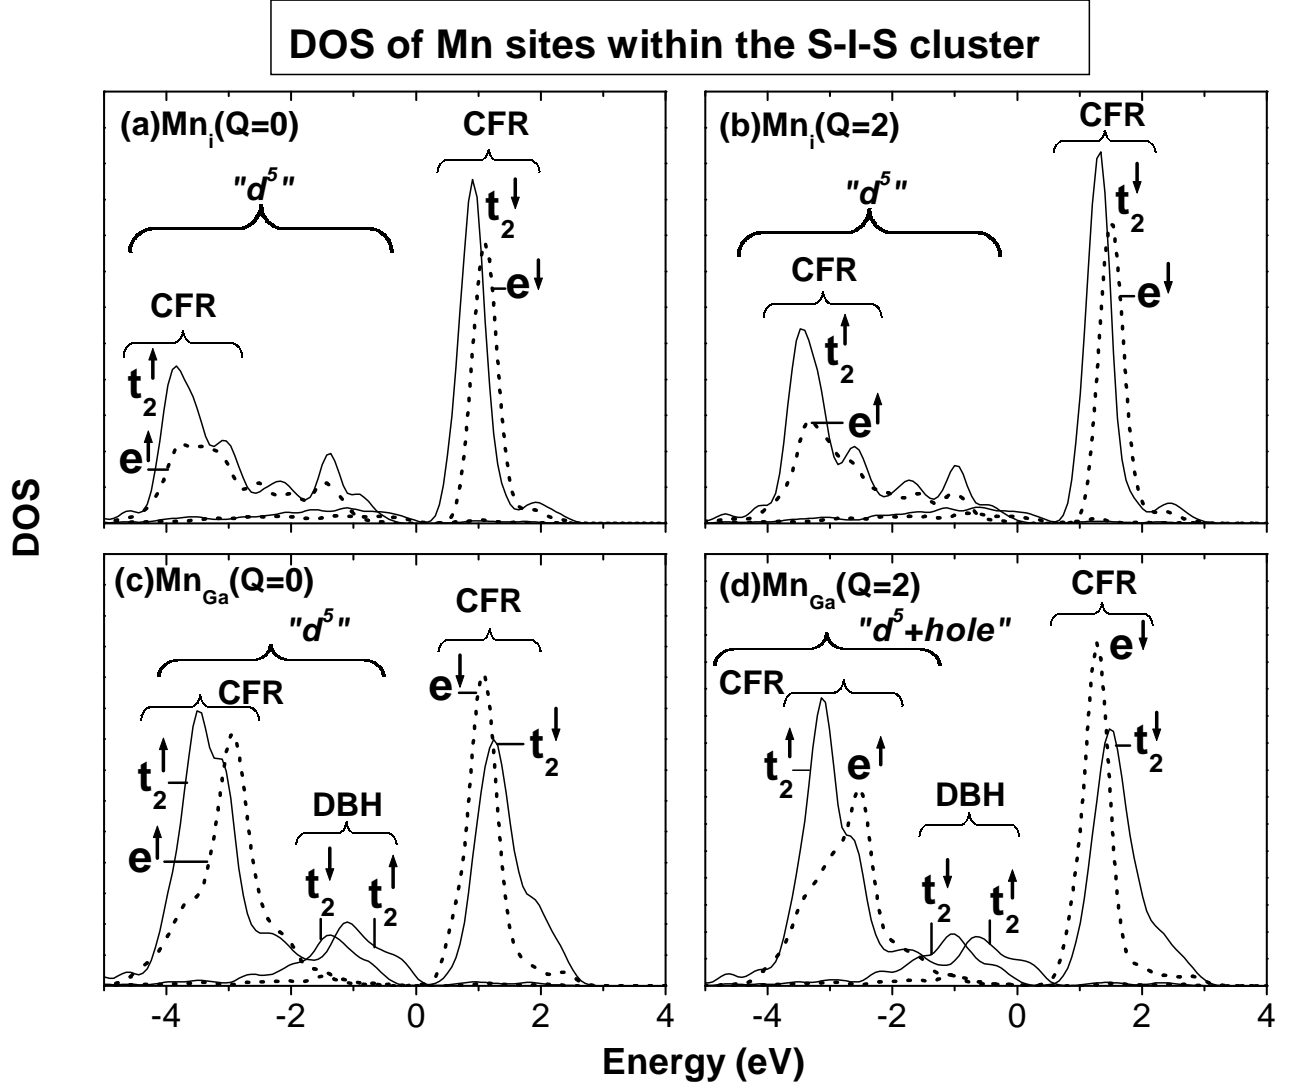 DOS of Mn sites within the S-I-S cluster
(a)Mni(Q=0)
CFR
"d5"
t2↓
e↓
CFR
t2↑
e↑
(b)Mni(Q=2)
CFR
"d5"
t2↓
e↓
CFR
t2↑
e↑
DOS
(c)MnGa(Q=0)
CFR
"d5"
e↓
CFR
t2↓
t2↑
e↑
DBH
t2↓
t2↑
(d)MnGa(Q=2)
CFR
"d5+hole"
e↓
CFR
t2↓
t2↑
e↑
DBH
t2↓
t2↑
-4 -2 0 2 4
-4 -2 0 2 4
Energy (eV)